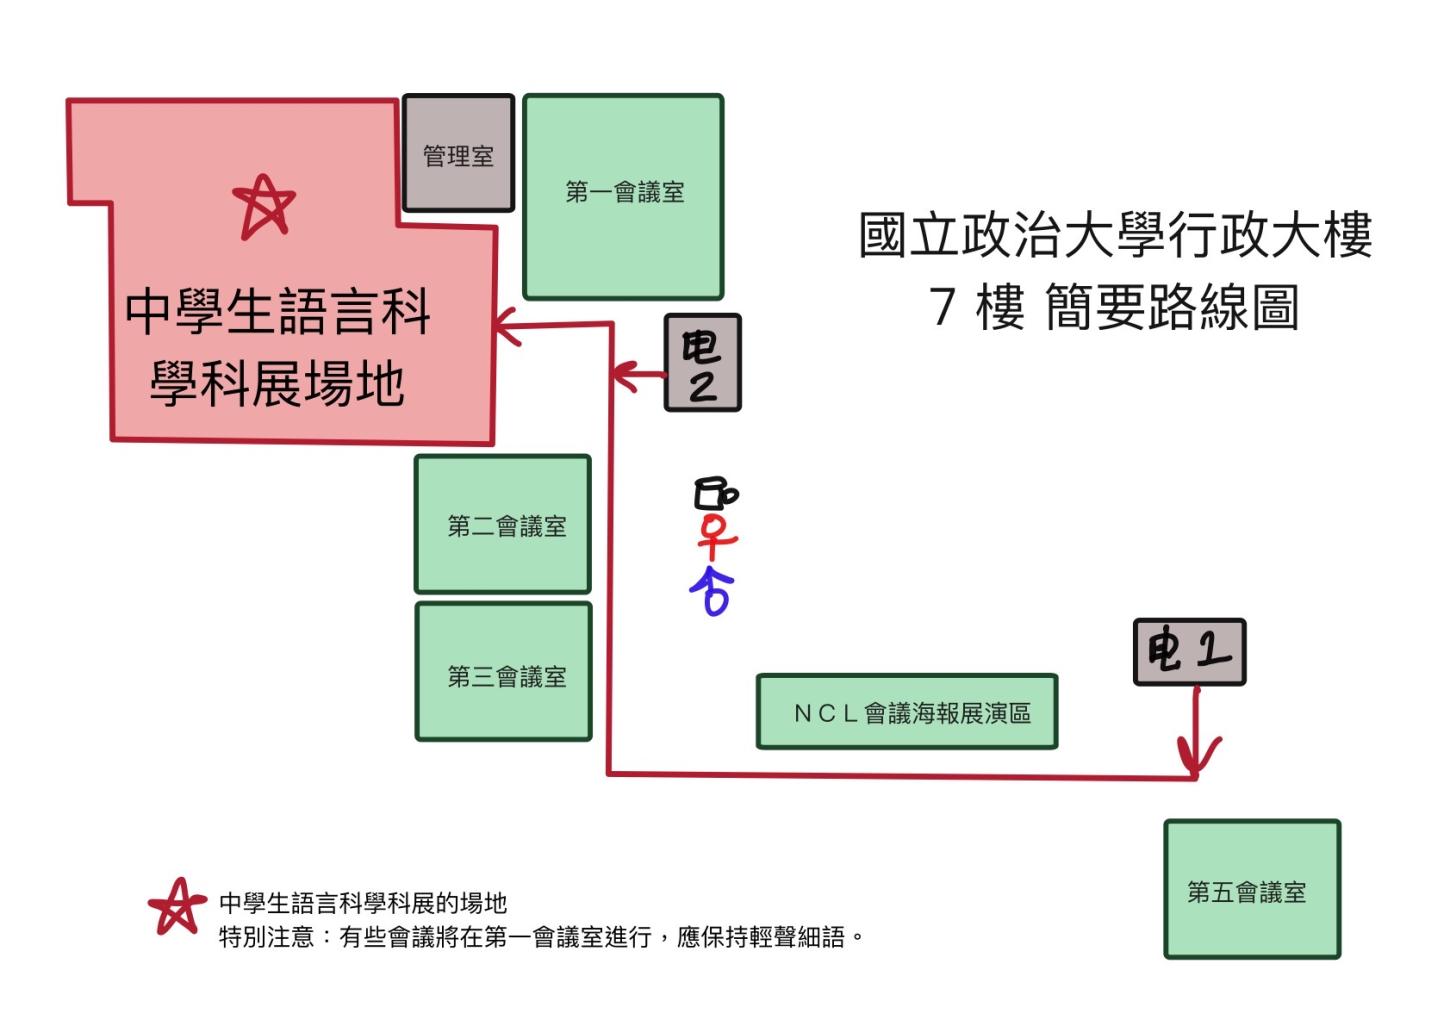 管理室
第一會議室
國立政治大學行政大樓
7 樓 簡要路線圖
中學生語言科
學科展場地
电
2
第二會議室
第三會議室
电 1
ＮＣＬ會議海報展演區
第五會議室
中學生語言科學科展的場地
特別注意：有些會議將在第一會議室進行，應保持輕聲細語。